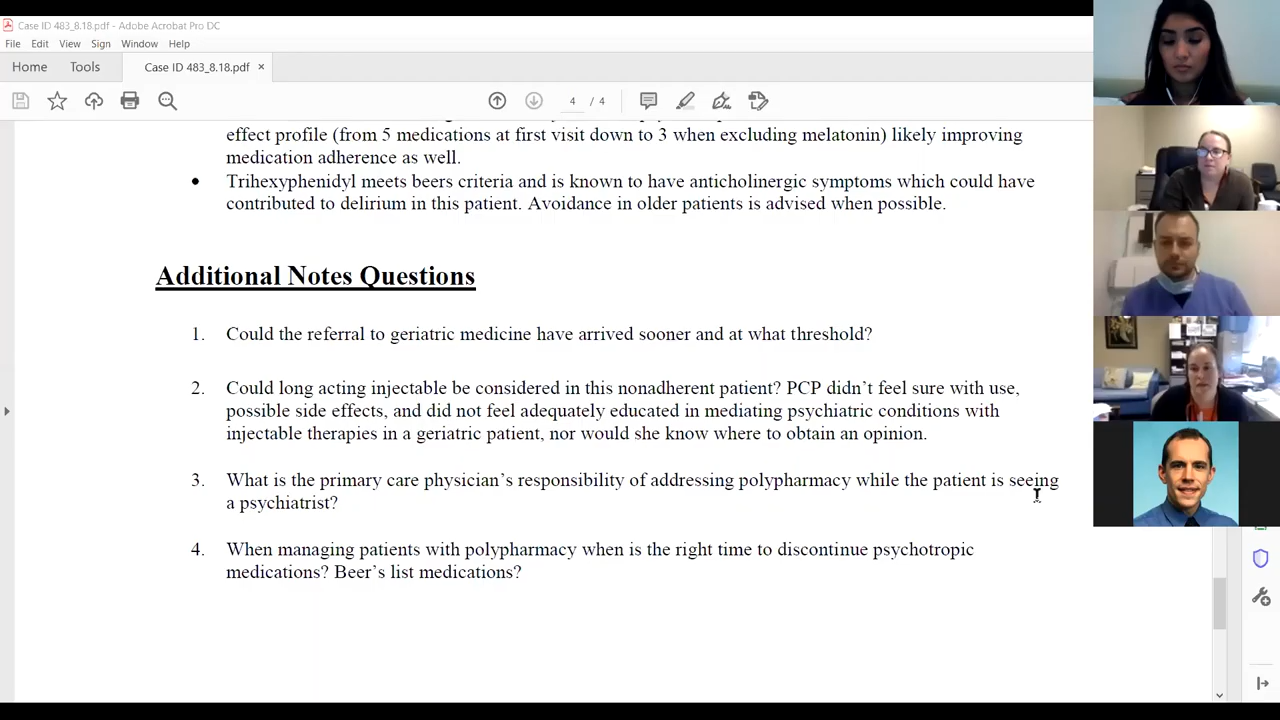 Case ID 483_8.18.pdf - Adobe Acrobat Pro DC
File Edit View Sign Window Help
Home Tools Case ID 483_8.18.pdf ×
4 / 4
effect profile (from 5 medications at first visit down to 3 when excluding melatonin) likely improving
medication adherence as well.
• Trihexyphenidyl meets beers criteria and is known to have anticholinergic symptoms which could have
contributed to delirium in this patient. Avoidance in older patients is advised when possible.
Additional Notes Questions
1. Could the referral to geriatric medicine have arrived sooner and at what threshold?
2. Could long acting injectable be considered in this nonadherent patient? PCP didn’t feel sure with use,
possible side effects, and did not feel adequately educated in mediating psychiatric conditions with
injectable therapies in a geriatric patient, nor would she know where to obtain an opinion.
3. What is the primary care physician’s responsibility of addressing polypharmacy while the patient is seeing
a psychiatrist?
4. When managing patients with polypharmacy when is the right time to discontinue psychotropic
medications? Beer’s list medications?